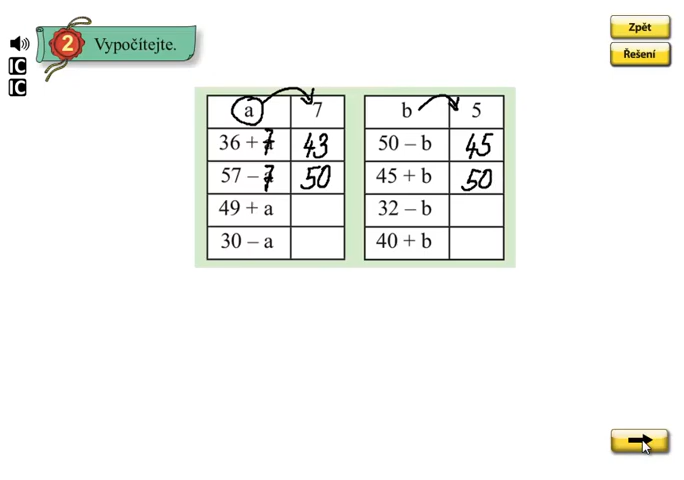 2 Vypočítejte.
Zpět
Řešení
a 7
36 + 7 43
57 – 7 50
49 + a
30 – a
b 5
50 – b 45
45 + b 50
32 – b
40 + b